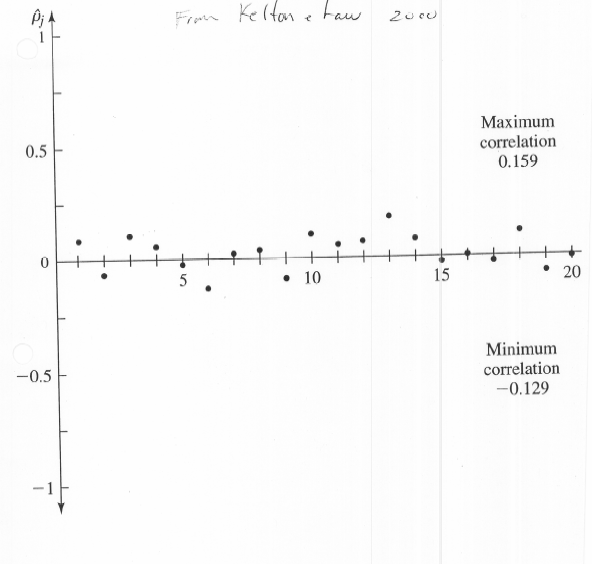 From Kelton & Law 2000
ρ̂j
1
Maximum
correlation
0.159
0.5
0
5
10
15
20
Minimum
correlation
−0.129
−0.5
−1